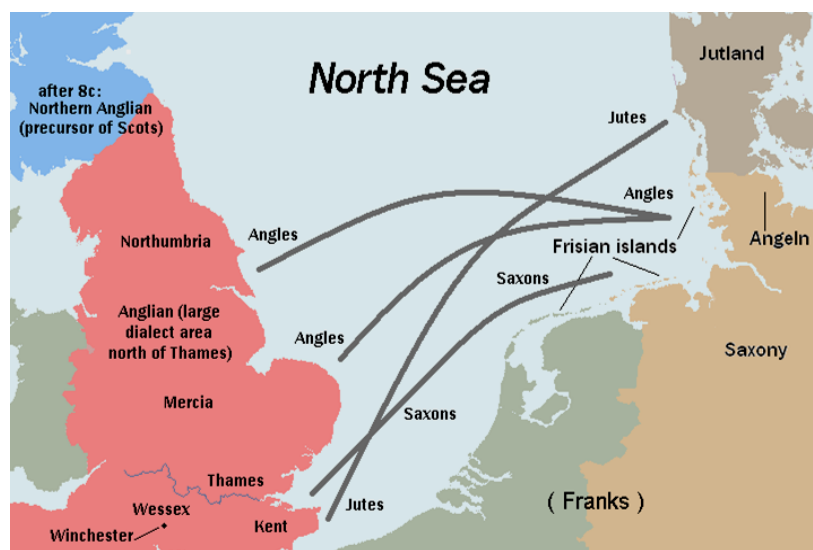 North Sea
Jutland
after 8c:
Northern Anglian
(precursor of Scots)
Jutes
Angles
Northumbria
Angles
Frisian islands
Angeln
Saxons
Anglian (large
dialect area
north of Thames)
Angles
Saxony
Mercia
Saxons
Thames
Wessex
Jutes
( Franks )
Kent
Winchester